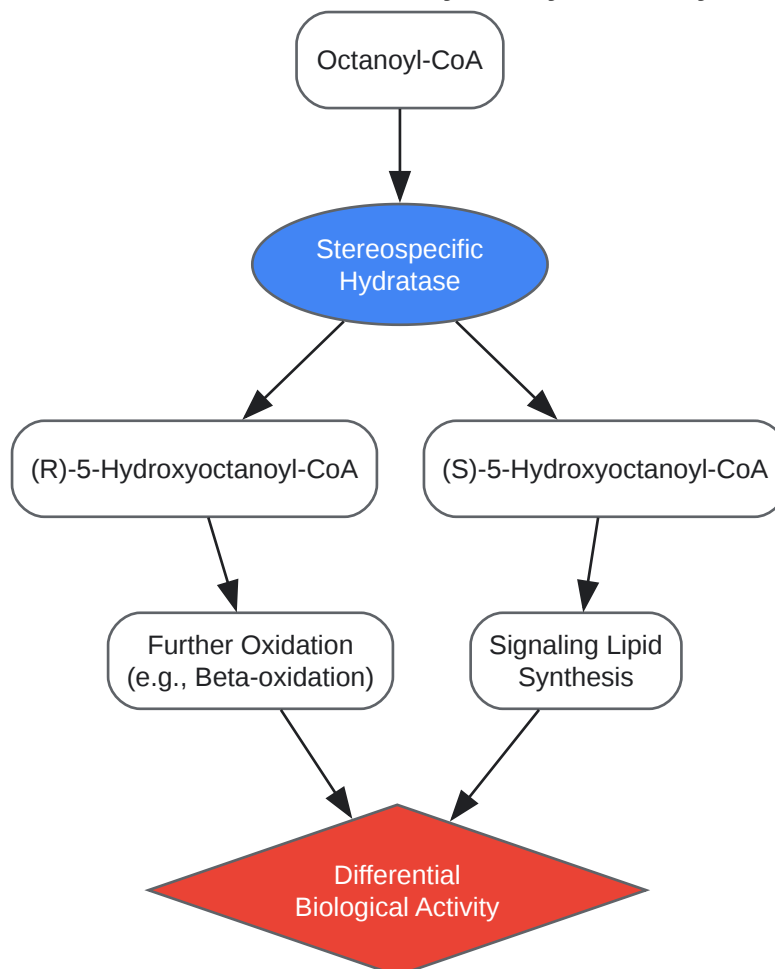 Octanoyl-CoA
Stereospecific
Hydratase
(R)-5-Hydroxyoctanoyl-CoA
(S)-5-Hydroxyoctanoyl-CoA
Further Oxidation
(e.g., Beta-oxidation)
Signaling Lipid
Synthesis
Differential
Biological Activity